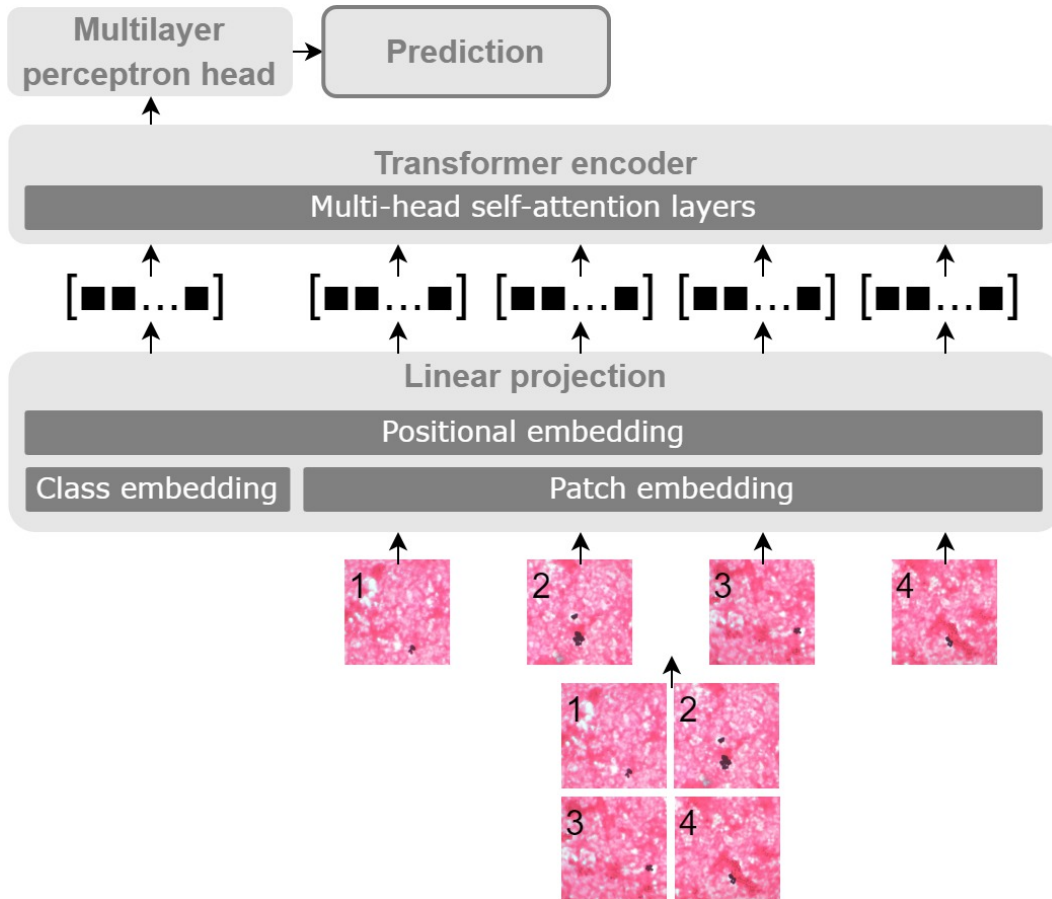 Multilayer
perceptron head
Prediction
Transformer encoder
Multi-head self-attention layers
[■■...■] [■■...■] [■■...■] [■■...■] [■■...■]
Linear projection
Positional embedding
Class embedding Patch embedding
1 2 3 4
1 2
3 4